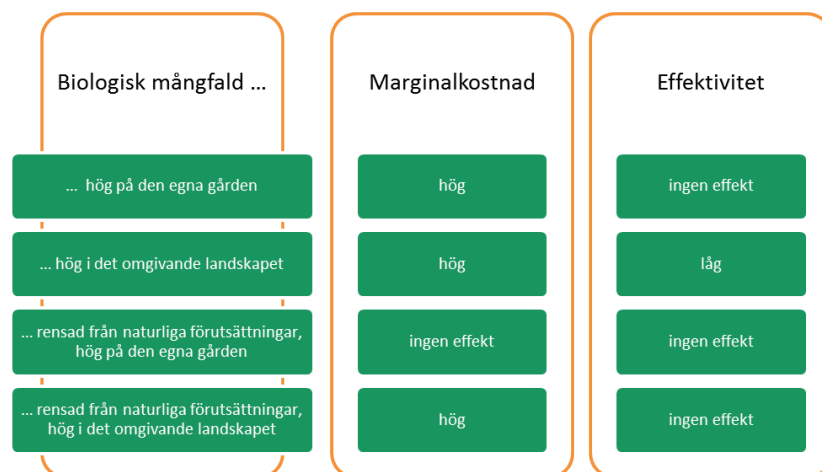 Biologisk mångfald ...
Marginalkostnad
Effektivitet
... hög på den egna gården
hög
ingen effekt
... hög i det omgivande landskapet
hög
låg
... rensad från naturliga förutsättningar,
hög på den egna gården
ingen effekt
ingen effekt
... rensad från naturliga förutsättningar,
hög i det omgivande landskapet
hög
ingen effekt